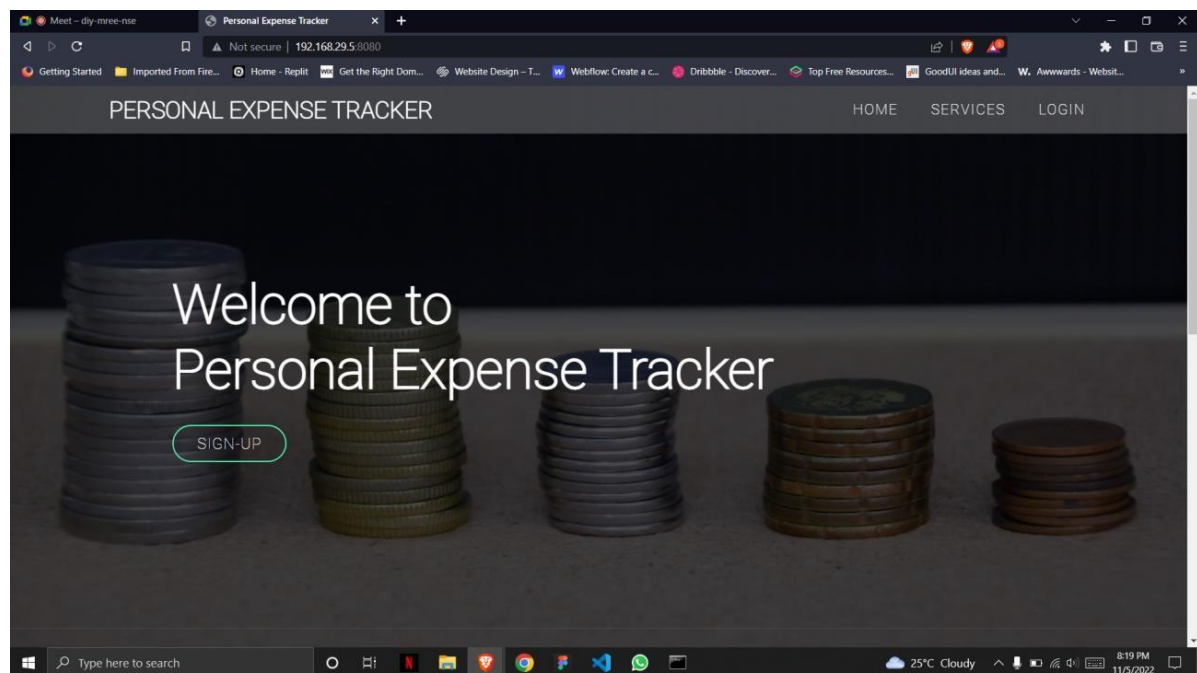 Meet – diy-mree-nse
Personal Expense Tracker
Not secure | 192.168.29.5:8080
Getting Started
Imported From Fire...
Home - Replit
WIX Get the Right Dom...
Website Design – T...
W Webflow: Create a c...
Dribbble - Discover...
Top Free Resources...
GoodUI ideas and...
W. Awwwards - Websit...
»
PERSONAL EXPENSE TRACKER
HOME
SERVICES
LOGIN
Welcome to
Personal Expense Tracker
SIGN-UP
Type here to search
25°C Cloudy
8:19 PM
11/5/2022